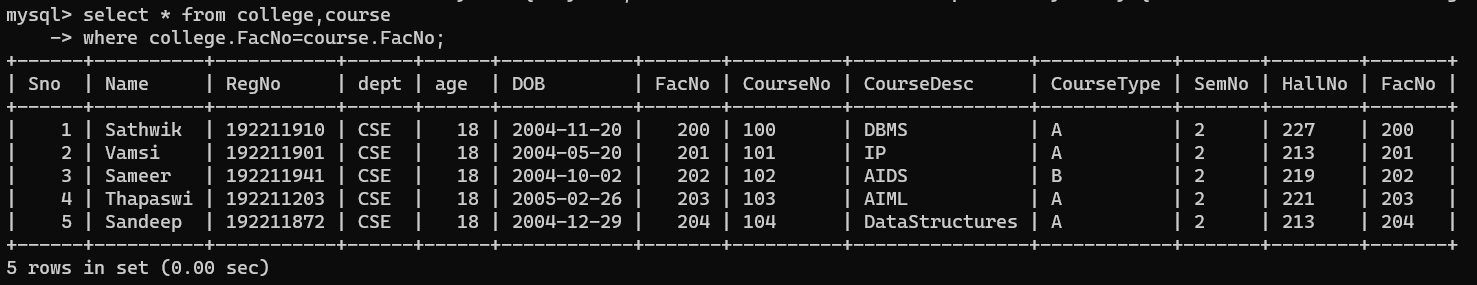 mysql> select * from college,course
    -> where college.FacNo=course.FacNo;
+------+----------+-----------+------+------+------------+-------+----------+----------------+------------+-------+--------+-------+
| Sno  | Name     | RegNo     | dept | age  | DOB        | FacNo | CourseNo | CourseDesc     | CourseType | SemNo | HallNo | FacNo |
+------+----------+-----------+------+------+------------+-------+----------+----------------+------------+-------+--------+-------+
|    1 | Sathwik  | 192211910 | CSE  |   18 | 2004-11-20 |   200 | 100      | DBMS           | A          | 2     | 227    | 200   |
|    2 | Vamsi    | 192211901 | CSE  |   18 | 2004-05-20 |   201 | 101      | IP             | A          | 2     | 213    | 201   |
|    3 | Sameer   | 192211941 | CSE  |   18 | 2004-10-02 |   202 | 102      | AIDS           | B          | 2     | 219    | 202   |
|    4 | Thapaswi | 192211203 | CSE  |   18 | 2005-02-26 |   203 | 103      | AIML           | A          | 2     | 221    | 203   |
|    5 | Sandeep  | 192211872 | CSE  |   18 | 2004-12-29 |   204 | 104      | DataStructures | A          | 2     | 213    | 204   |
+------+----------+-----------+------+------+------------+-------+----------+----------------+------------+-------+--------+-------+
5 rows in set (0.00 sec)